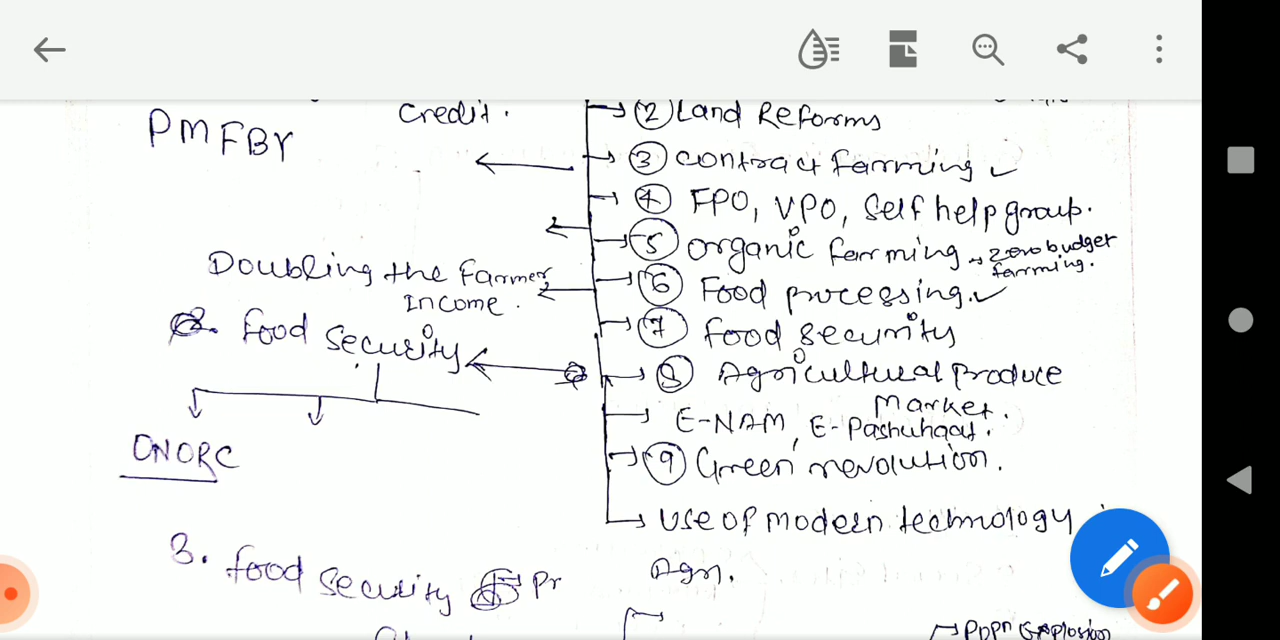 Credit.
PMFBY
Doubling the Farmer
Income.
2. food security
ONORC
3. food security Pr
→ (2) Land Reforms
→ (3) contract farming ✓
→ (4) FPO, VPO, Self help group.
→ (5) organic farming → zero budget
farming.
→ (6) Food processing. ✓
→ (7) food security
→ (8) Agricultural produce
Market.
→ E-NAM, E-Pashuhaat.
→ (9) Green revolution.
→ use of modern technology
Agri.
Popn Explosion